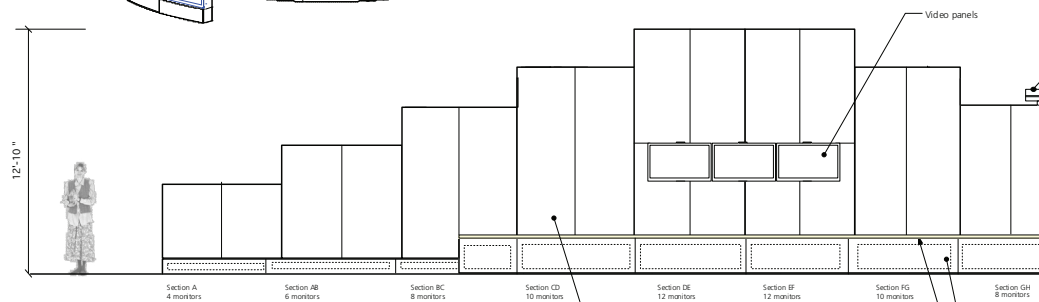 Video panels
12'-10"
Section A
4 monitors
Section AB
6 monitors
Section BC
8 monitors
Section CD
10 monitors
Section DE
12 monitors
Section EF
12 monitors
Section FG
10 monitors
Section GH
8 monitors